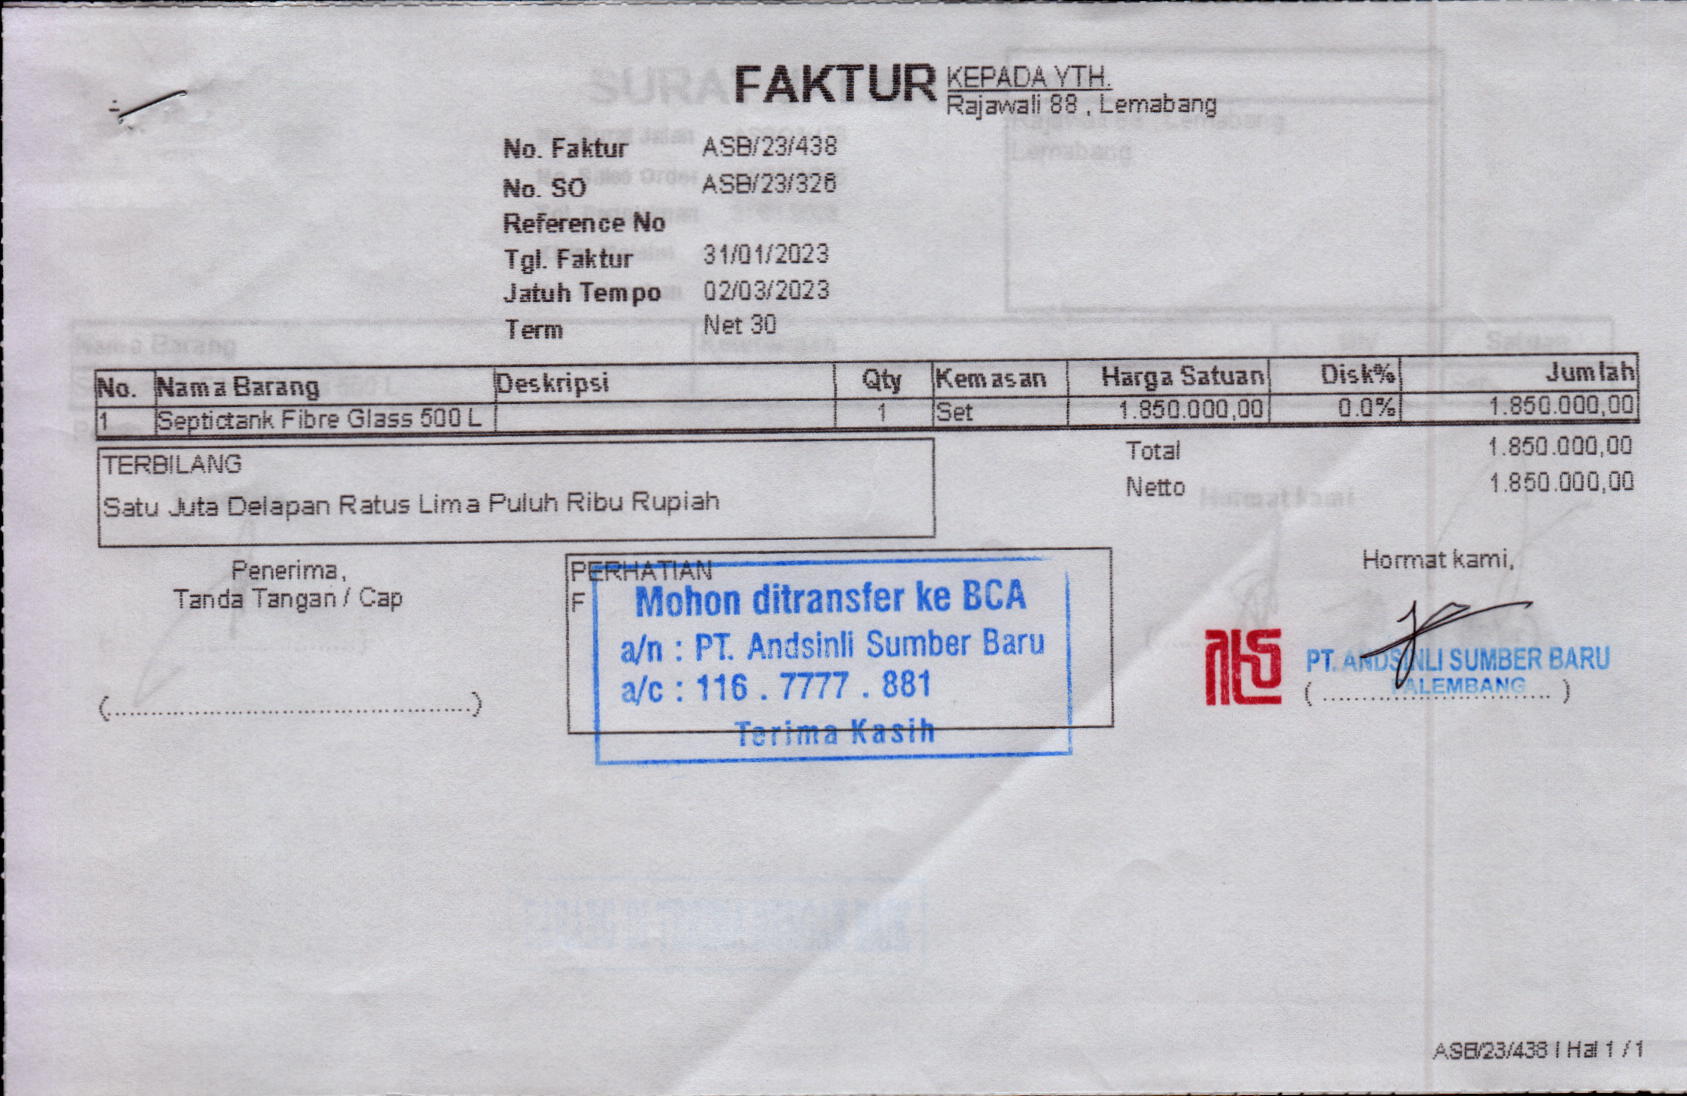 FAKTUR
KEPADA YTH.
Rajawali 88 , Lemabang
No. Faktur ASB/23/438
No. SO ASB/23/326
Reference No
Tgl. Faktur 31/01/2023
Jatuh Tempo 02/03/2023
Term Net 30
No. Nama Barang Deskripsi Qty Kemasan Harga Satuan Disk% Jumlah
1 Septictank Fibre Glass 500 L 1 Set 1.850.000,00 0.0% 1.850.000,00
Total 1.850.000,00
Netto 1.850.000,00
TERBILANG
Satu Juta Delapan Ratus Lima Puluh Ribu Rupiah
Penerima,
Tanda Tangan / Cap
(..............................................)
PERHATIAN
F
Mohon ditransfer ke BCA
a/n : PT. Andsinli Sumber Baru
a/c : 116 . 7777 . 881
Terima Kasih
Hormat kami,
PT. ANDSINLI SUMBER BARU
PALEMBANG
(............................)
ASB/23/438 | Hal 1 / 1